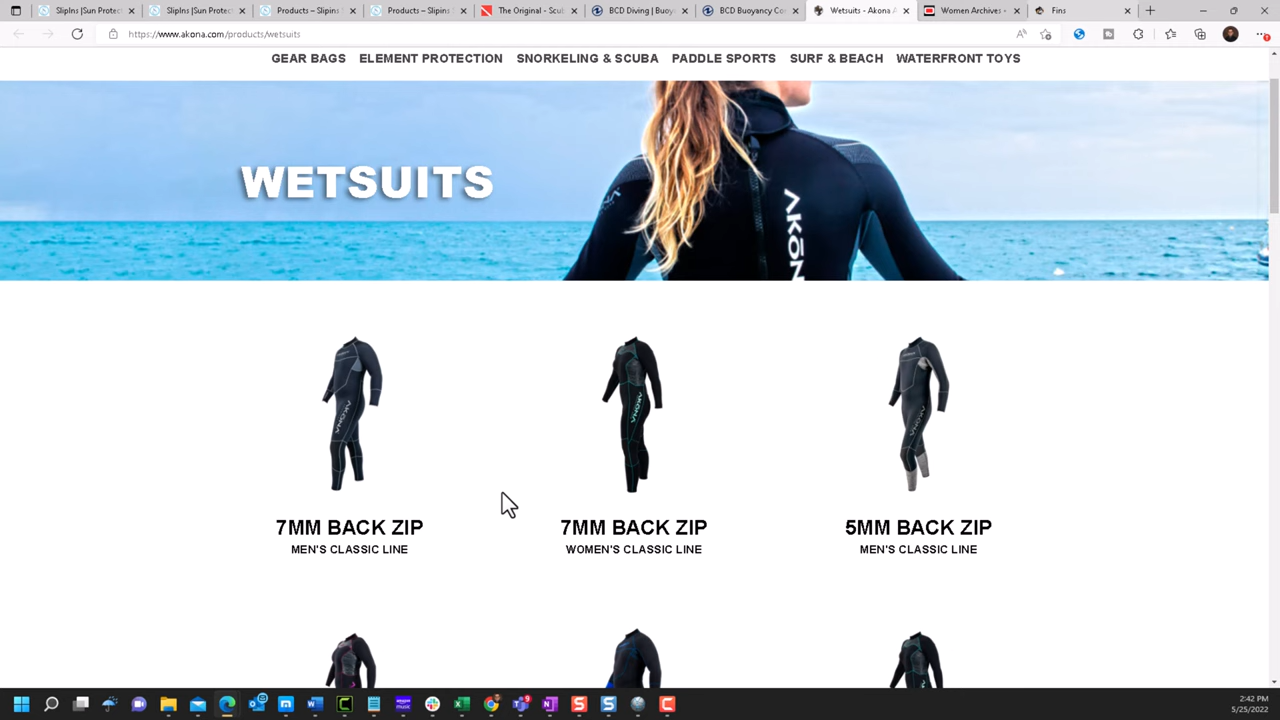 SlipIns |Sun Protect
SlipIns |Sun Protect
Products – Slipins S
Products – Slipins S
The Original - Scub
BCD Diving | Buoy
BCD Buoyancy Co
Wetsuits - Akona A
Women Archives -
Fins
https://www.akona.com/products/wetsuits
GEAR BAGS ELEMENT PROTECTION SNORKELING & SCUBA PADDLE SPORTS SURF & BEACH WATERFRONT TOYS
WETSUITS
AKONA
7MM BACK ZIP
MEN'S CLASSIC LINE
7MM BACK ZIP
WOMEN'S CLASSIC LINE
5MM BACK ZIP
MEN'S CLASSIC LINE
2:42 PM
5/25/2022